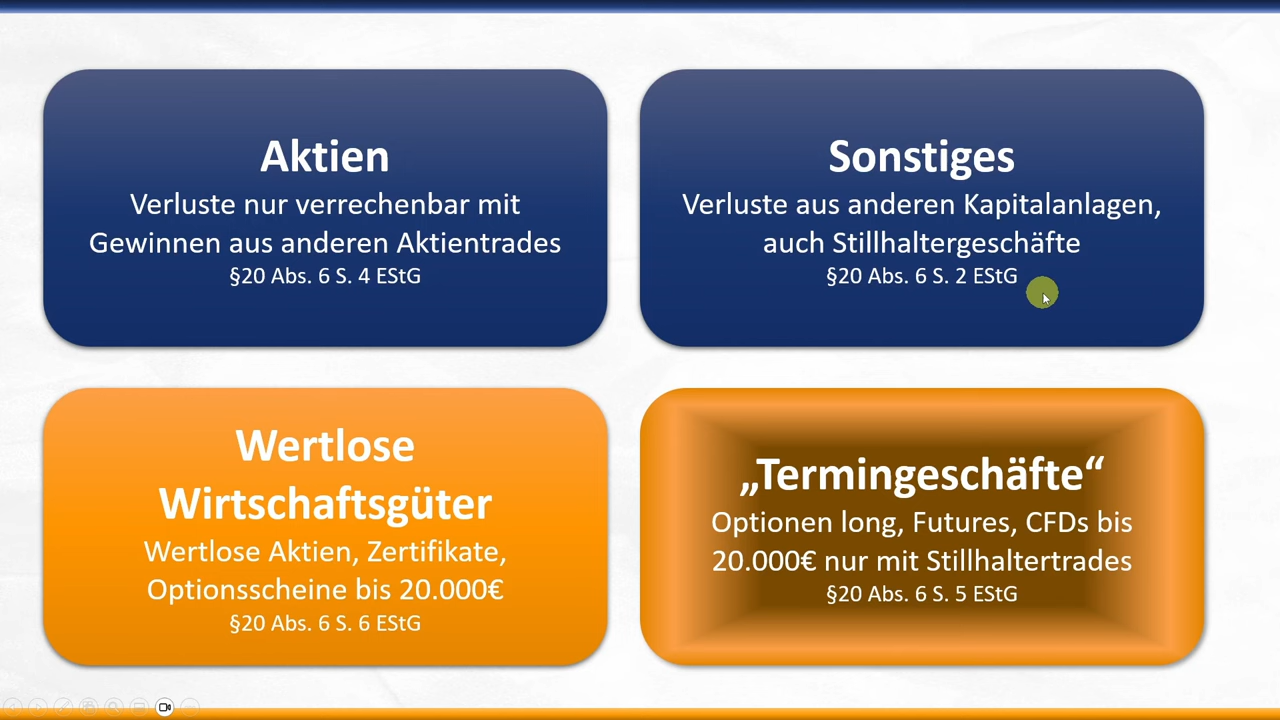 Aktien
Verluste nur verrechenbar mit
Gewinnen aus anderen Aktientrades
§20 Abs. 6 S. 4 EStG
Sonstiges
Verluste aus anderen Kapitalanlagen,
auch Stillhaltergeschäfte
§20 Abs. 6 S. 2 EStG
Wertlose
Wirtschaftsgüter
Wertlose Aktien, Zertifikate,
Optionsscheine bis 20.000€
§20 Abs. 6 S. 6 EStG
„Termingeschäfte“
Optionen long, Futures, CFDs bis
20.000€ nur mit Stillhaltertrades
§20 Abs. 6 S. 5 EStG